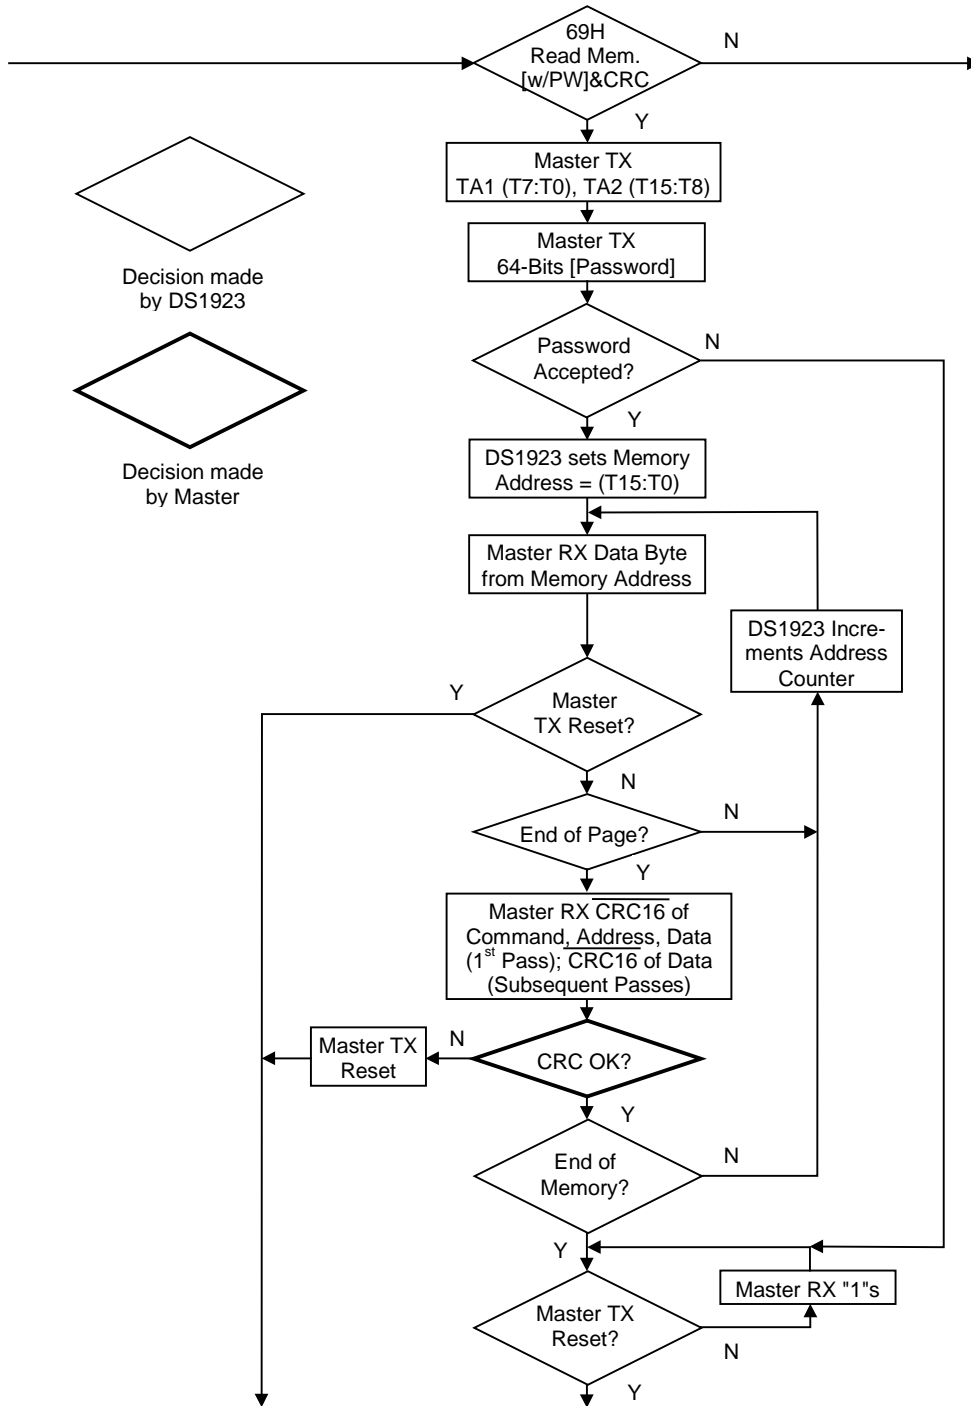 69H
Read Mem.
[w/PW]&CRC
N
Y
Master TX
TA1 (T7:T0), TA2 (T15:T8)
Master TX
64-Bits [Password]
Decision made
by DS1923
Password
Accepted?
N
Y
Decision made
by Master
DS1923 sets Memory
Address = (T15:T0)
Master RX Data Byte
from Memory Address
DS1923 Incre-
ments Address
Counter
Y
Master
TX Reset?
N
End of Page?
N
Y
Master RX CRC16 of
Command, Address, Data
(1st Pass); CRC16 of Data
(Subsequent Passes)
Master TX
Reset
N
CRC OK?
Y
End of
Memory?
N
Y
Master RX "1"s
Master TX
Reset?
N
Y